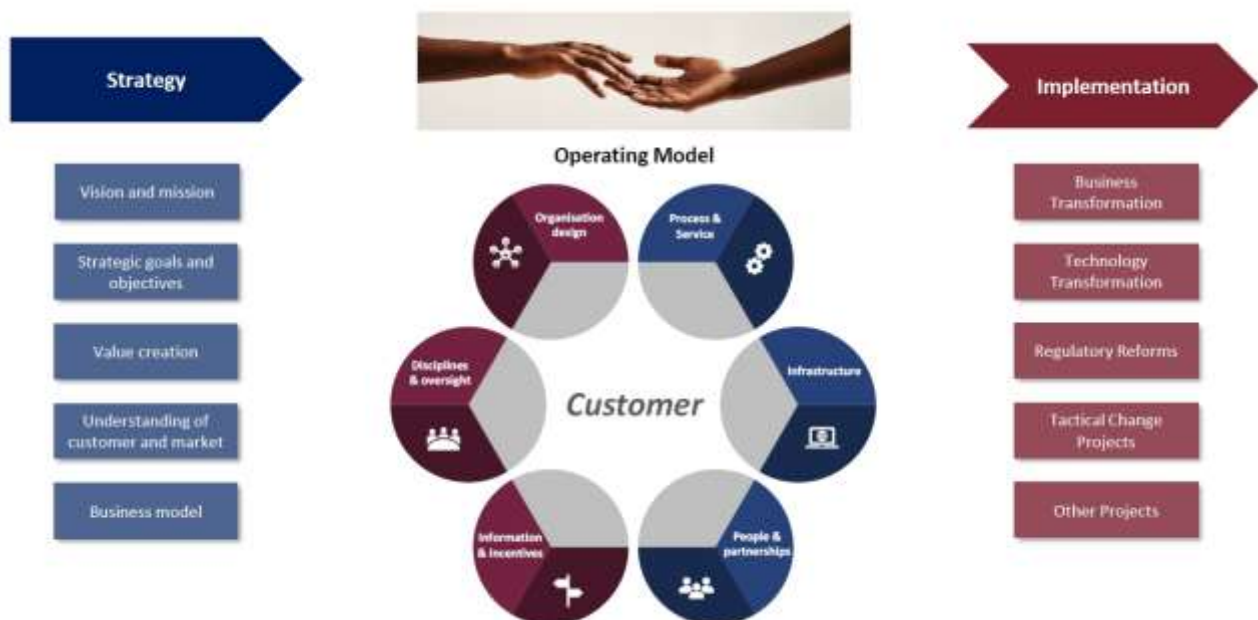 Strategy
Vision and mission
Strategic goals and
objectives
Value creation
Understanding of
customer and market
Business model
Operating Model
Organisation
design
Process &
Service
Disciplines
& oversight
Infrastructure
Customer
Information
& incentives
People &
partnerships
Implementation
Business
Transformation
Technology
Transformation
Regulatory Reforms
Tactical Change
Projects
Other Projects